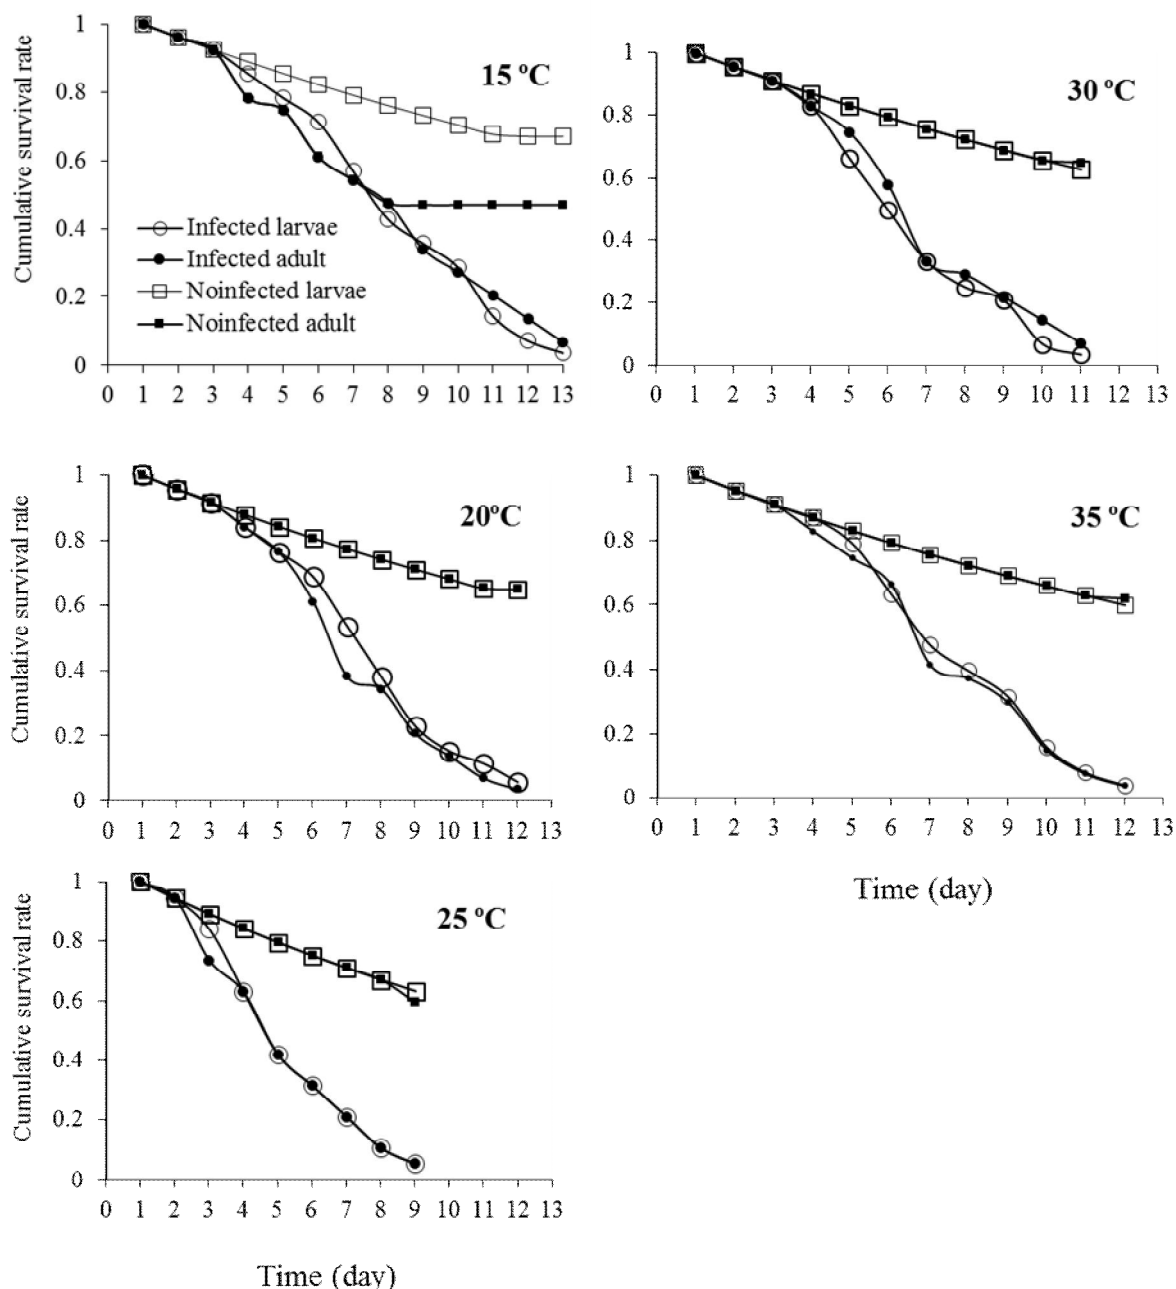 Cumulative survival rate
1
0.8
0.6
0.4
0.2
0
15 ºC
Infected larvae
Infected adult
Noinfected larvae
Noinfected adult
1 2 3 4 5 6 7 8 9 10 11 12 13
1
0.8
0.6
0.4
0.2
0
30 ºC
0 1 2 3 4 5 6 7 8 9 10 11 12 13
Cumulative survival rate
1
0.8
0.6
0.4
0.2
0
20ºC
0 1 2 3 4 5 6 7 8 9 10 11 12 13
1
0.8
0.6
0.4
0.2
0
35 ºC
0 1 2 3 4 5 6 7 8 9 10 11 12 13
Time (day)
Cumulative survival rate
1
0.8
0.6
0.4
0.2
0
25 ºC
0 1 2 3 4 5 6 7 8 9 10 11 12 13
Time (day)